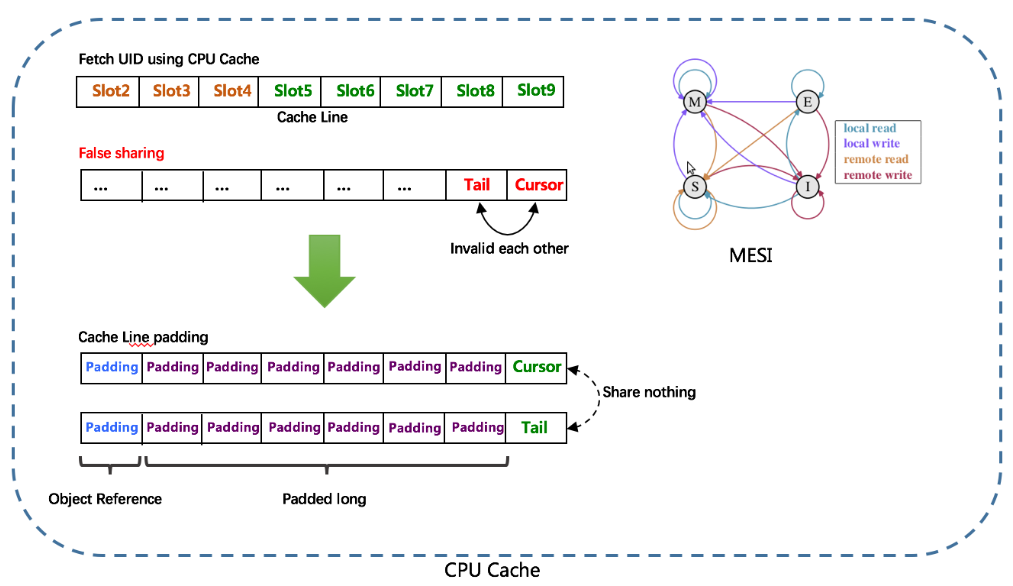 Fetch UID using CPU Cache
Slot2 Slot3 Slot4 Slot5 Slot6 Slot7 Slot8 Slot9
Cache Line
False sharing
... ... ... ... ... ... Tail Cursor
Invalid each other
M E
S I
local read
local write
remote read
remote write
MESI
Cache Line padding
Padding Padding Padding Padding Padding Padding Padding Cursor
Share nothing
Padding Padding Padding Padding Padding Padding Padding Tail
Object Reference Padded long
CPU Cache